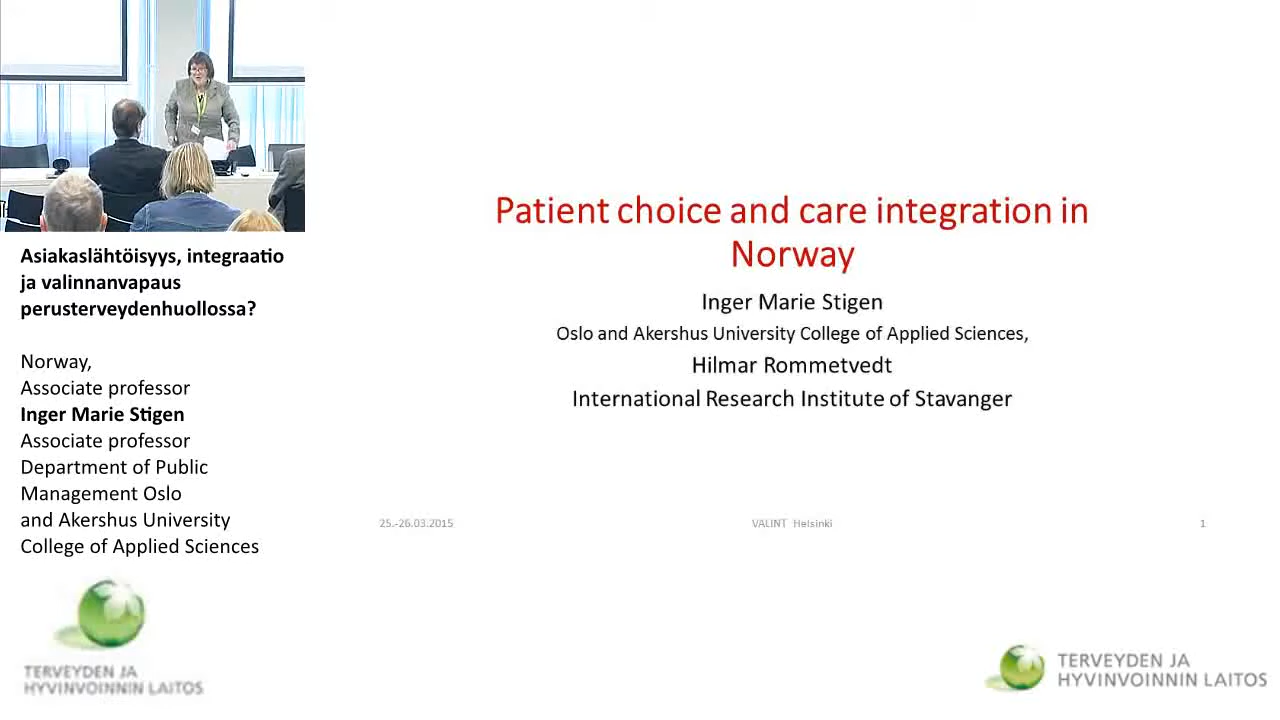 Asiakaslähtöisyys, integraatio
ja valinnanvapaus
perusterveydenhuollossa?
Norway,
Associate professor
Inger Marie Stigen
Associate professor
Department of Public
Management Oslo
and Akershus University
College of Applied Sciences
TERVEYDEN JA
HYVINVOINNIN LAITOS
Patient choice and care integration in
Norway
Inger Marie Stigen
Oslo and Akershus University College of Applied Sciences,
Hilmar Rommetvedt
International Research Institute of Stavanger
25.-26.03.2015
VALINT Helsinki
1
TERVEYDEN JA
HYVINVOINNIN LAITOS